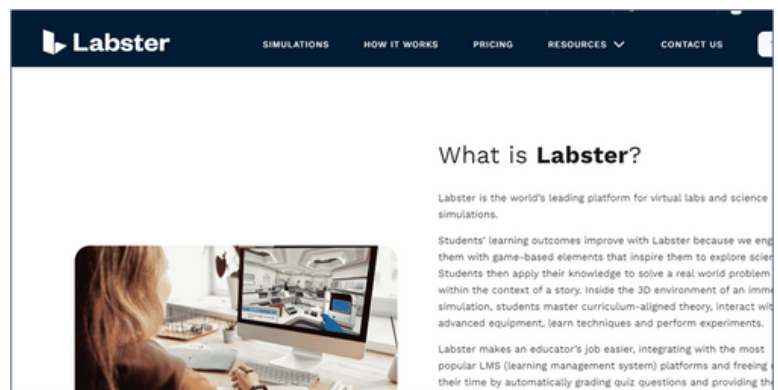 Labster
SIMULATIONS HOW IT WORKS PRICING RESOURCES CONTACT US
What is Labster?
Labster is the world's leading platform for virtual labs and science
simulations.
Students' learning outcomes improve with Labster because we
them with game-based elements that inspire them to explore
Students then apply their knowledge to solve a real world problem
within the context of a story. Inside the 3D environment of an
simulation, students master curriculum-aligned theory, interact
advanced equipment, learn techniques and perform experiments.
Labster makes an educator's job easier, integrating with the most
popular LMS (learning management system) platforms and freeing
their time by automatically grading quiz questions and providing